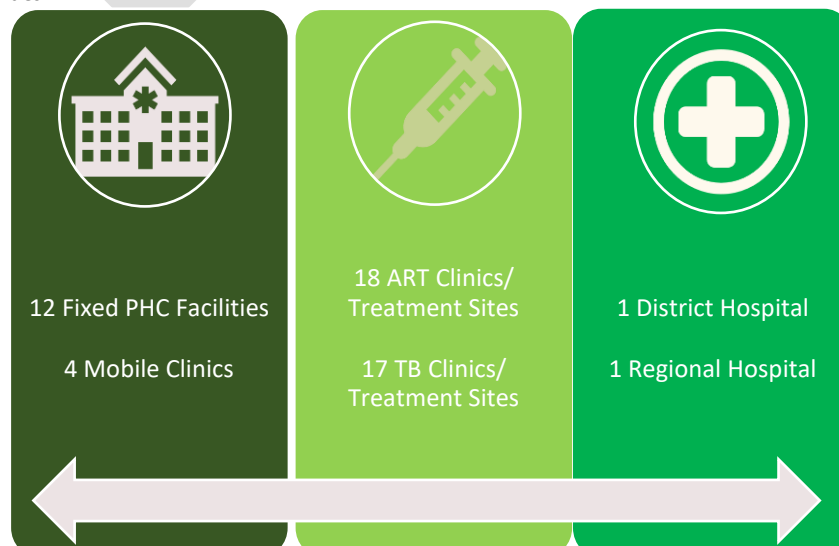 12 Fixed PHC Facilities
4 Mobile Clinics
18 ART Clinics/
Treatment Sites
17 TB Clinics/
Treatment Sites
1 District Hospital
1 Regional Hospital